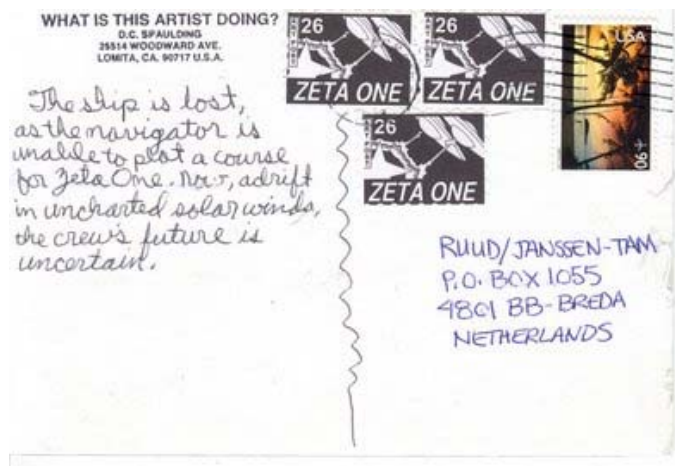 WHAT IS THIS ARTIST DOING?
D.C. SPAULDING
25514 WOODWARD AVE.
LOMITA, CA. 90717 U.S.A.
The ship is lost,
as the navigator is
unable to plot a course
for Zeta One. Now, adrift
in uncharted solar winds,
the crew's future is
uncertain.
26
ZETA ONE
26
ZETA ONE
26
ZETA ONE
USA
60
RUUD/JANSSEN-TAM
P.O. BOX 1055
4801 BB-BREDA
NETHERLANDS